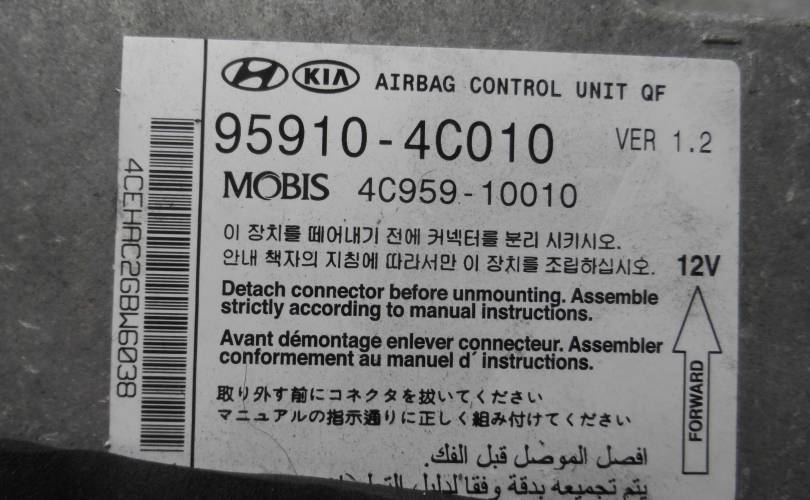 KIA AIRBAG CONTROL UNIT QF
95910-4C010 VER 1.2
MOBIS 4C959-10010
이 장치를 떼어내기 전에 커넥터를 분리 시키시오.
안내 책자의 지침에 따라서만 이 장치를 조립하십시오.
12V
Detach connector before unmounting. Assemble
strictly according to manual instructions.
Avant démontage enlever connecteur. Assembler
conformement au manuel d´ instructions.
FORWARD
取り外す前にコネクタを抜いてください
マニュアルの指示通りに正しく組み付けてください
افصل الموصل قبل الفك.
يتم تجميعه بدقة وفقا لدليل
4CEHAC26BW6038